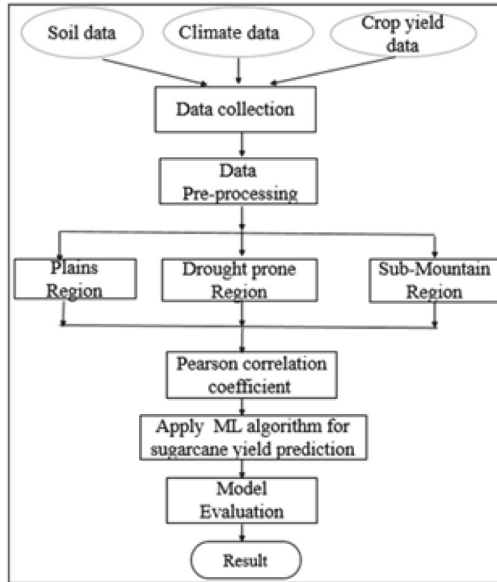 Soil data
Climate data
Crop yield
data
Data collection
Data
Pre-processing
Plains
Region
Drought prone
Region
Sub-Mountain
Region
Pearson correlation
coefficient
Apply ML algorithm for
sugarcane yield prediction
Model
Evaluation
Result